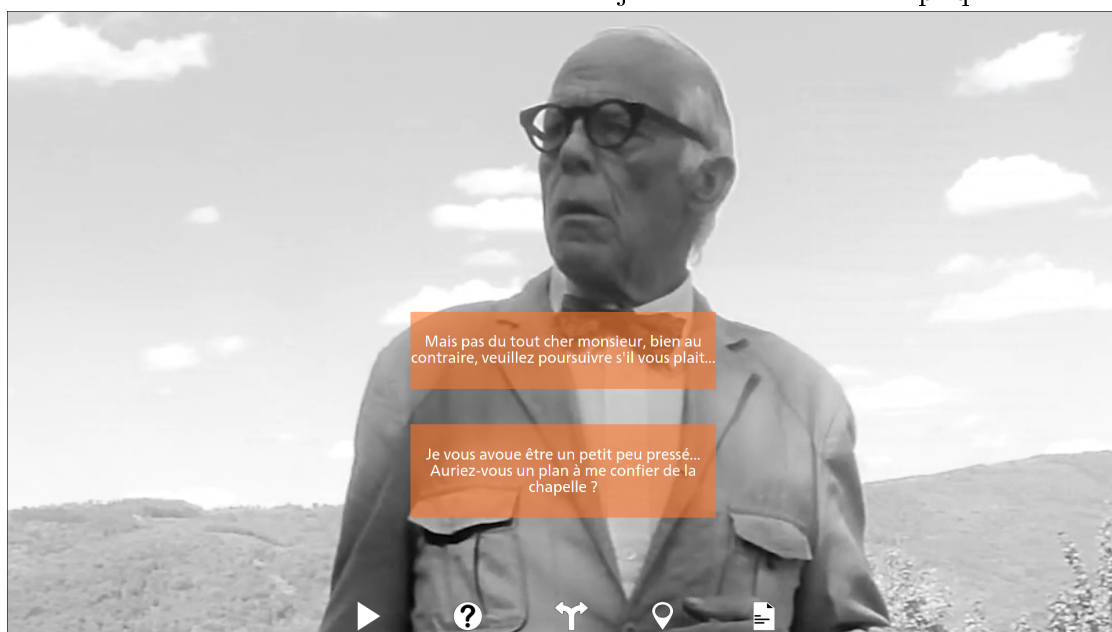 Mais pas du tout cher monsieur, bien au
contraire, veuillez poursuivre s'il vous plait...
Je vous avoue être un petit peu pressé...
Auriez-vous un plan à me confier de la
chapelle ?